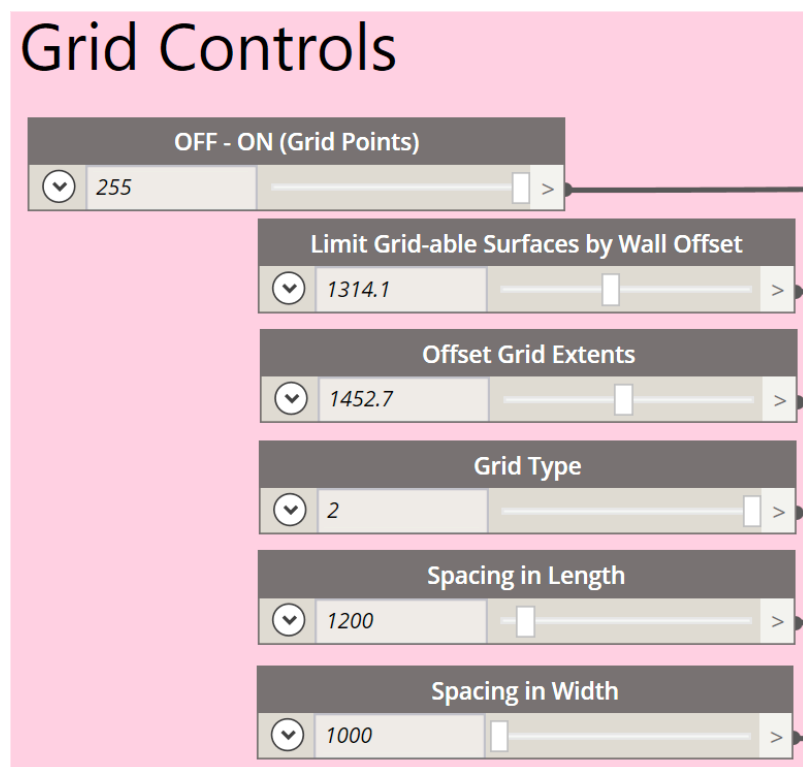 Grid Controls
OFF - ON (Grid Points)
255
>
Limit Grid-able Surfaces by Wall Offset
1314.1
>
Offset Grid Extents
1452.7
>
Grid Type
2
>
Spacing in Length
1200
>
Spacing in Width
1000
>